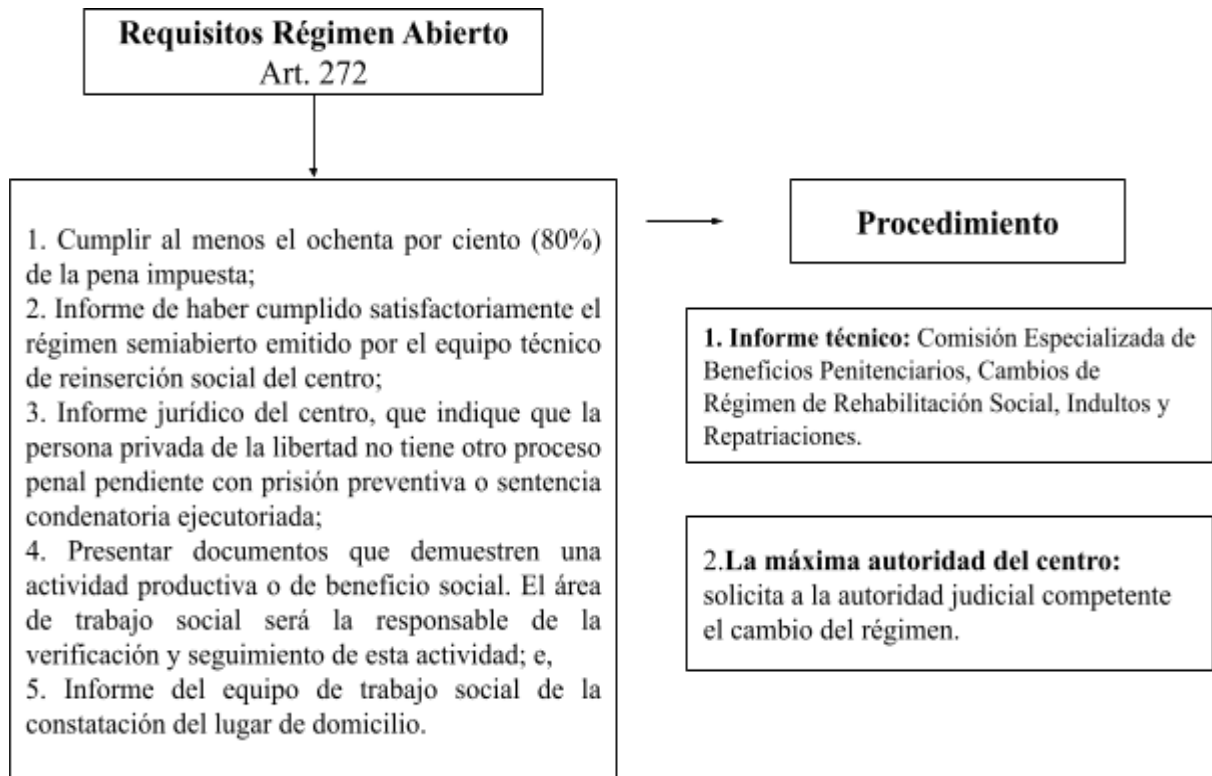 Requisitos Régimen Abierto
Art. 272
1. Cumplir al menos el ochenta por ciento (80%)
de la pena impuesta;
2. Informe de haber cumplido satisfactoriamente el
régimen semiabierto emitido por el equipo técnico
de reinserción social del centro;
3. Informe jurídico del centro, que indique que la
persona privada de la libertad no tiene otro proceso
penal pendiente con prisión preventiva o sentencia
condenatoria ejecutoriada;
4. Presentar documentos que demuestren una
actividad productiva o de beneficio social. El área
de trabajo social será la responsable de la
verificación y seguimiento de esta actividad; e,
5. Informe del equipo de trabajo social de la
constatación del lugar de domicilio.
Procedimiento
1. Informe técnico: Comisión Especializada de
Beneficios Penitenciarios, Cambios de
Régimen de Rehabilitación Social, Indultos y
Repatriaciones.
2.La máxima autoridad del centro:
solicita a la autoridad judicial competente
el cambio del régimen.